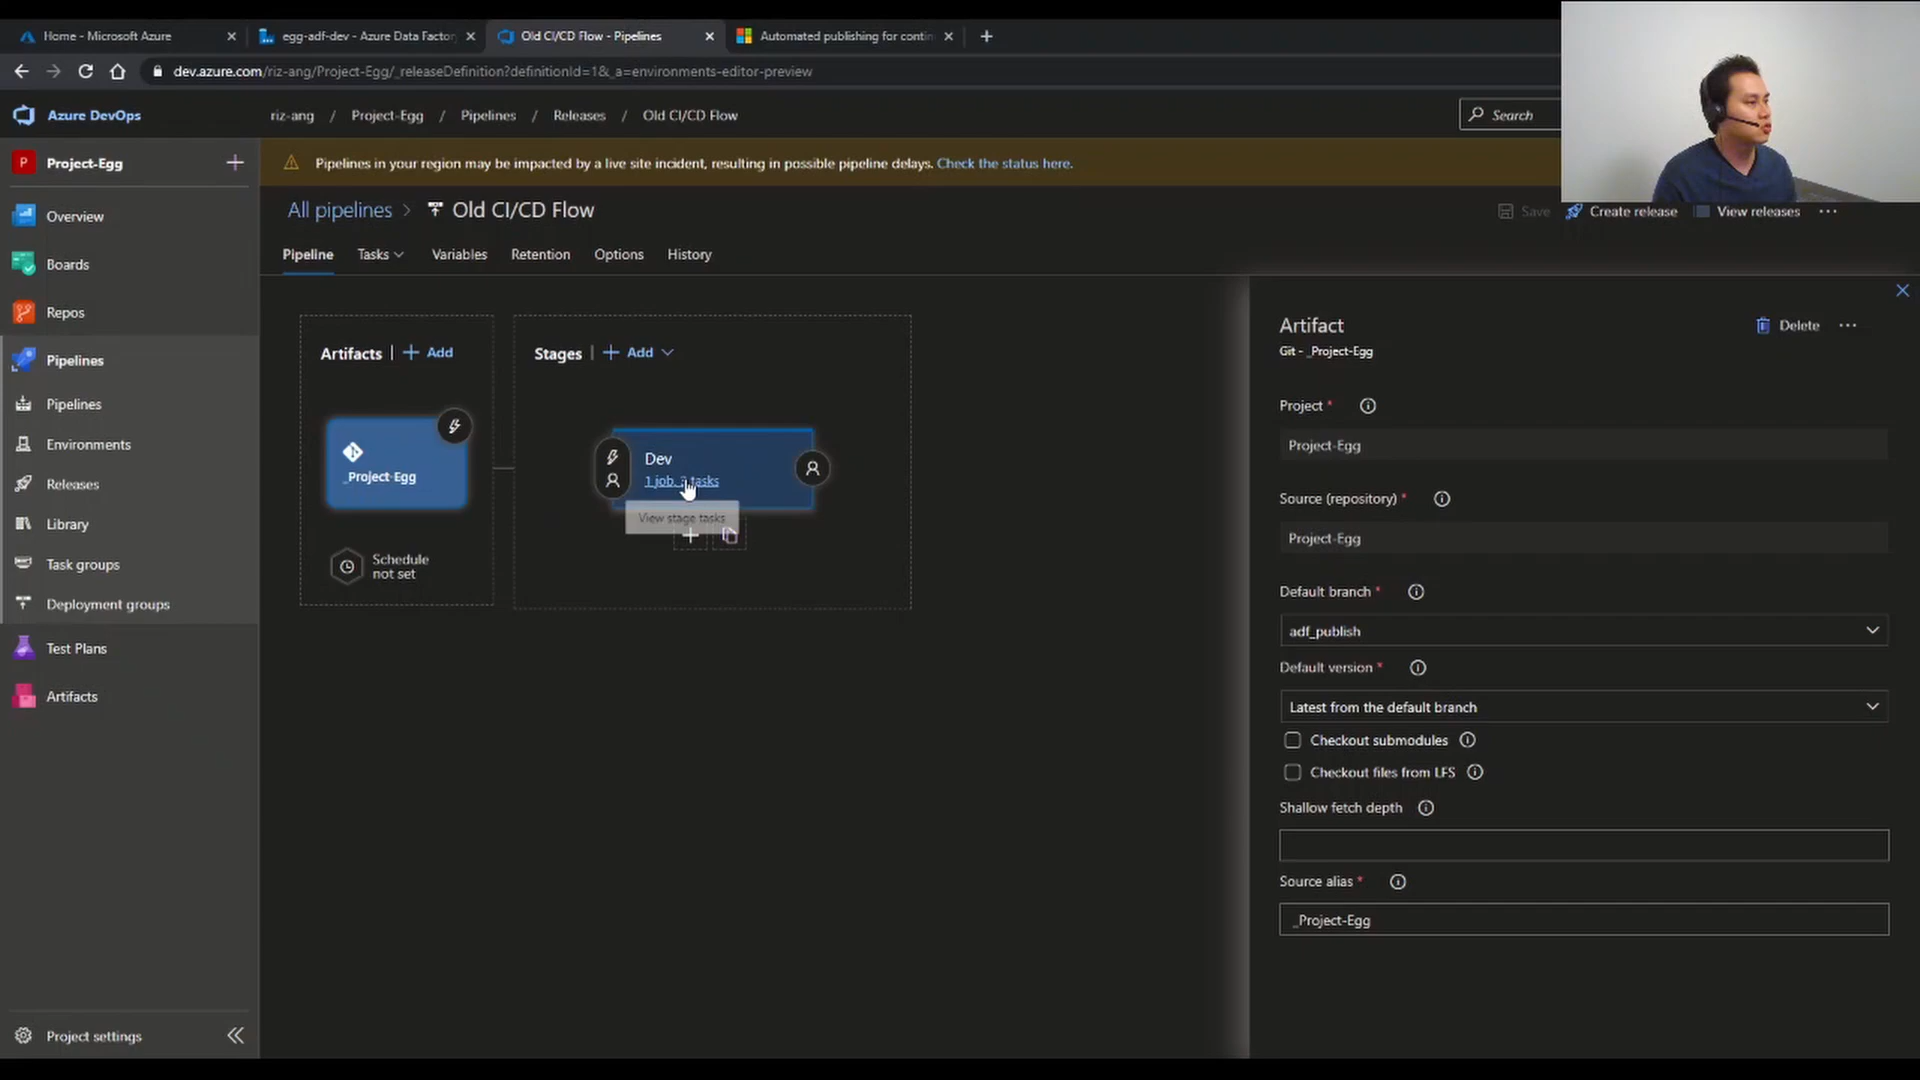 Home - Microsoft Azure
egg-adf-dev - Azure Data Factory
Old CI/CD Flow - Pipelines
Automated publishing for contin
dev.azure.com/riz-ang/Project-Egg/_releaseDefinition?definitionId=1&_a=environments-editor-preview
Azure DevOps
riz-ang / Project-Egg / Pipelines / Releases / Old CI/CD Flow
Search
P Project-Egg
Pipelines in your region may be impacted by a live site incident, resulting in possible pipeline delays. Check the status here.
All pipelines > Old CI/CD Flow
Save
Create release
View releases
Pipeline
Tasks
Variables
Retention
Options
History
Overview
Boards
Repos
Pipelines
Pipelines
Environments
Releases
Library
Task groups
Deployment groups
Test Plans
Artifacts
Project settings
Artifacts | + Add
_Project-Egg
Schedule
not set
Stages | + Add
Dev
1 job, tasks
View stage tasks
Artifact
Delete
Git - _Project-Egg
Project *
Project-Egg
Source (repository) *
Project-Egg
Default branch *
adf_publish
Default version *
Latest from the default branch
Checkout submodules
Checkout files from LFS
Shallow fetch depth
Source alias *
_Project-Egg